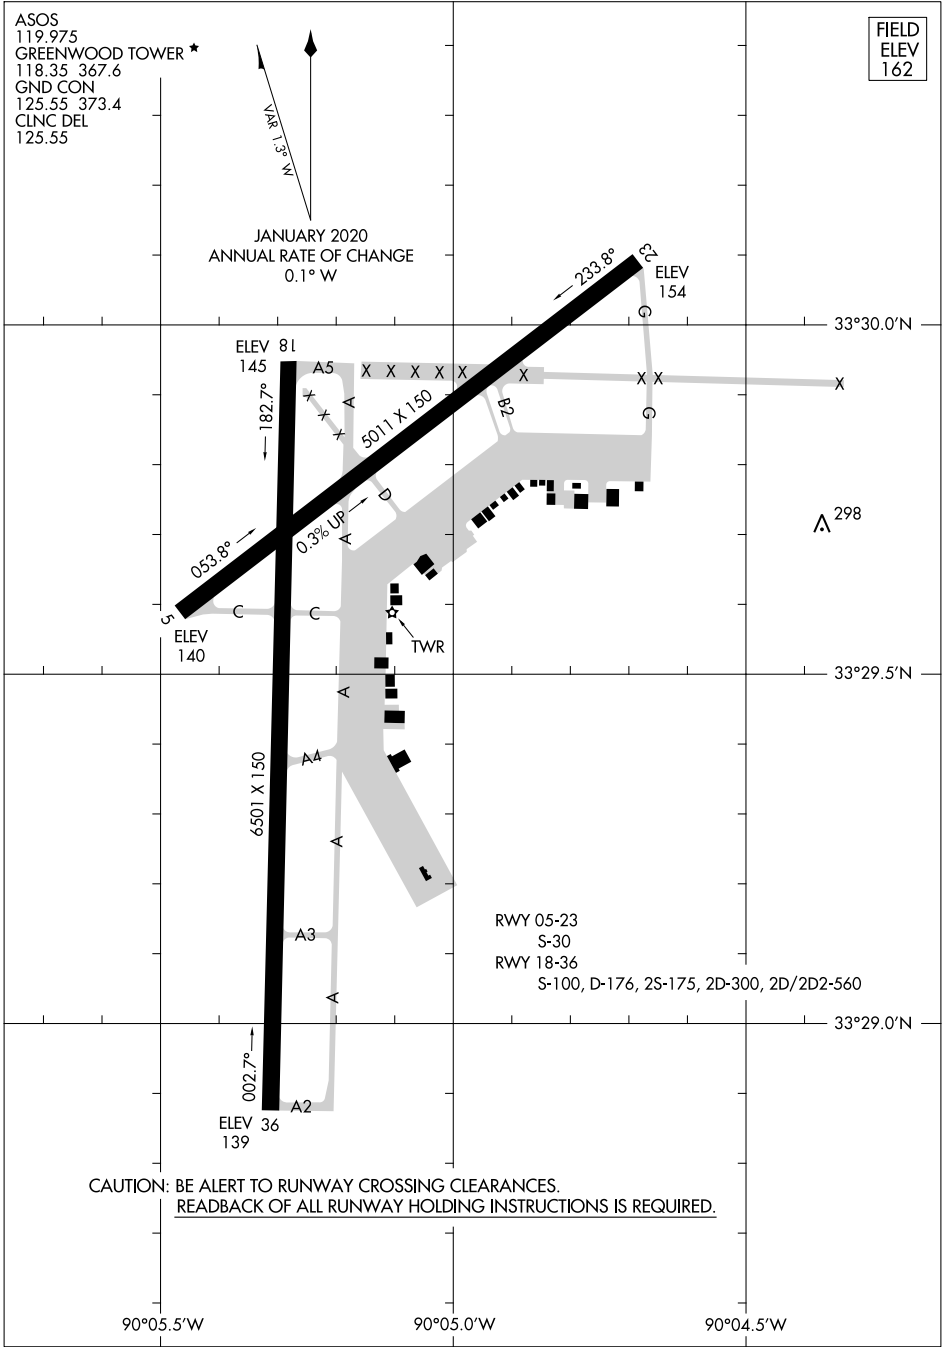 ASOS
119.975
GREENWOOD TOWER
118.35 367.6
GND CON
125.55 373.4
CLNC DEL
125.55
FIELD
ELEV
162
VAR 1.3° W
JANUARY 2020
ANNUAL RATE OF CHANGE
0.1° W
23
233.8°
ELEV
154
G
33°30.0'N
ELEV
145
18
A5
X X X X X X X X X
A
X
X
X
182.7°
5011 X 150
B2
G
D
0.3% UP
A
053.8°
298
5
C
C
ELEV
140
TWR
33°29.5'N
A
A4
6501 X 150
A
RWY 05-23
S-30
A3
RWY 18-36
S-100, D-176, 2S-175, 2D-300, 2D/2D2-560
A
33°29.0'N
002.7°
A2
ELEV
139
36
CAUTION: BE ALERT TO RUNWAY CROSSING CLEARANCES.
READBACK OF ALL RUNWAY HOLDING INSTRUCTIONS IS REQUIRED.
90°05.5'W
90°05.0'W
90°04.5'W